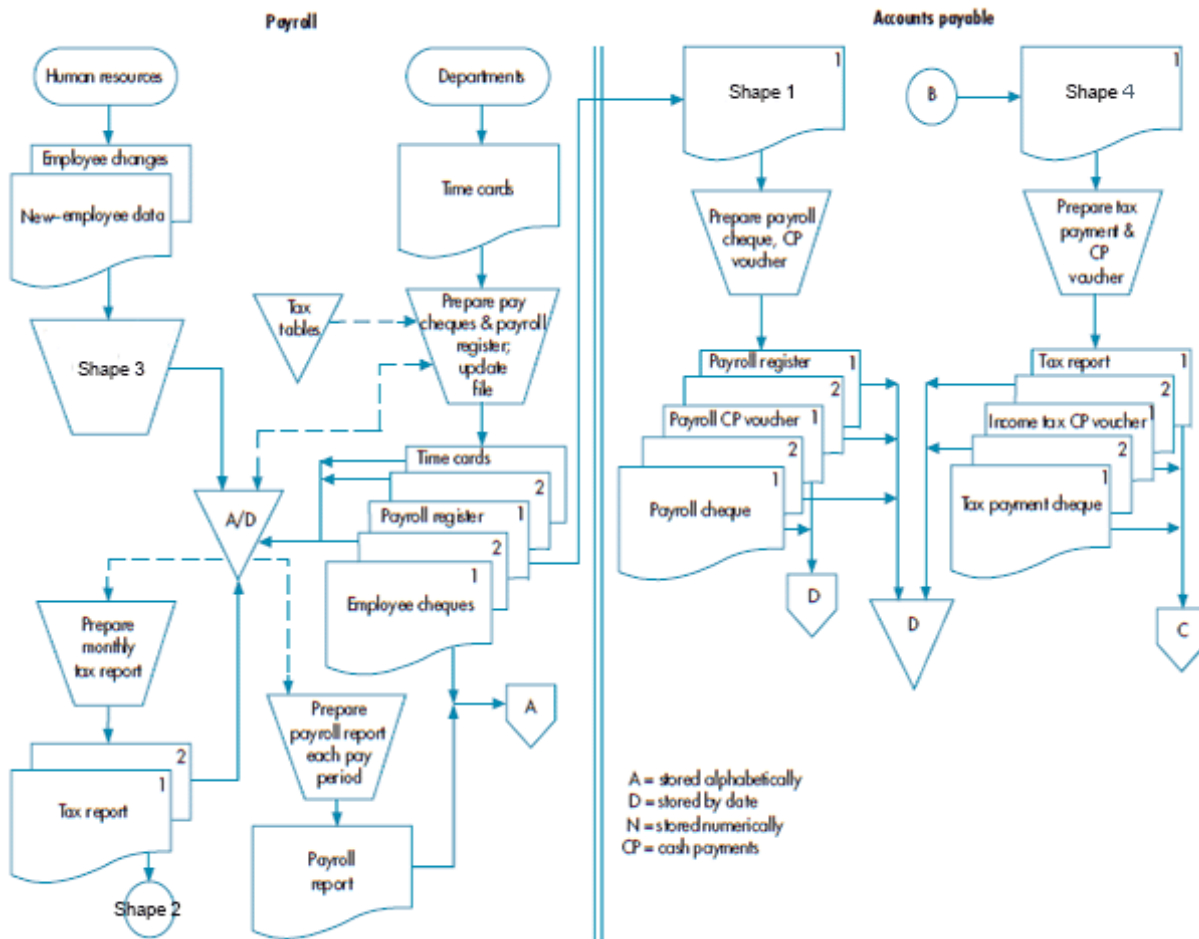 Payroll
Accounts payable
Human resources
Departments
1
Shape 1
B
1
Shape 4
Employee changes
New-employee data
Time cards
Prepare payroll
cheque, CP
voucher
Prepare tax
payment &
CP
voucher
Tax
tables
Prepare pay
cheques & payroll
register;
update
file
Shape 3
Payroll register
1
2
Payroll CP voucher
1
2
1
Payroll cheque
Tax report
1
2
Income tax CP voucher
1
2
1
Tax payment cheque
Time cards
2
Payroll register
1
2
1
Employee cheques
A/D
D
D
C
Prepare
monthly
tax report
Prepare
payroll report
each pay
period
A
2
1
Tax report
Payroll
report
Shape 2
A = stored alphabetically
D = stored by date
N = stored numerically
CP = cash payments